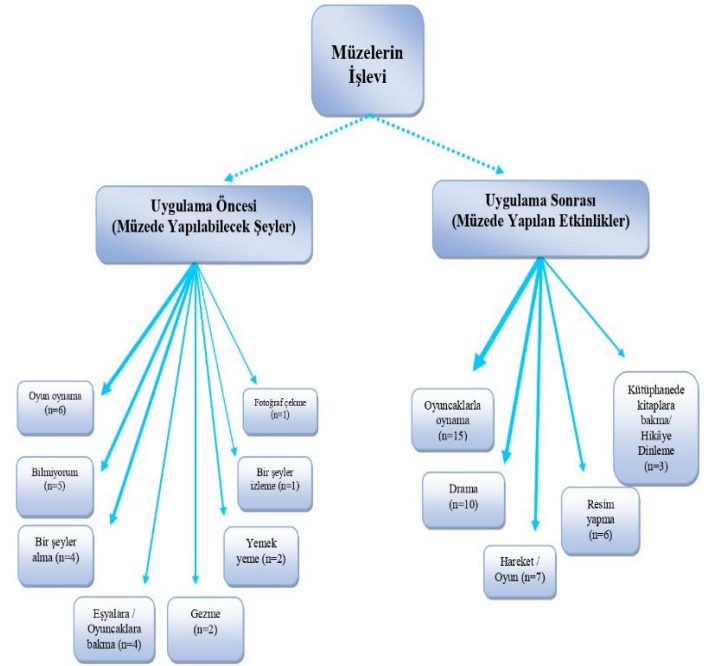 Müzelerin
İşlevi
Uygulama Öncesi
(Müzede Yapılabilecek Şeyler)
Uygulama Sonrası
(Müzede Yapılan Etkinlikler)
Oyun oynama
(n=6)
Bilmiyorum
(n=5)
Bir şeyler
alma (n=4)
Eşyalara /
Oyuncaklara
bakma (n=4)
Gezme
(n=2)
Yemek
yeme (n=2)
Bir şeyler
izleme (n=1)
Fotoğraf çekme
(n=1)
Oyuncaklarla
oynama
(n=15)
Drama
(n=10)
Hareket /
Oyun (n=7)
Resim
yapma
(n=6)
Kütüphanede
kitaplara
bakma/
Hikâye
Dinleme
(n=3)